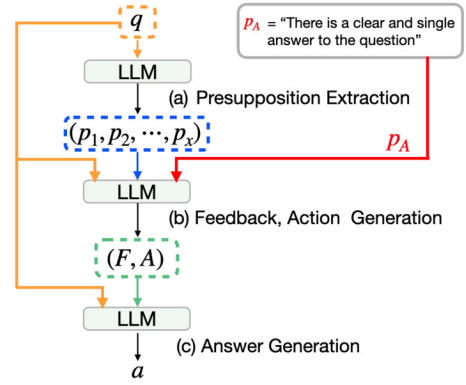 q
p_A = “There is a clear and single
answer to the question”
LLM
(a) Presupposition Extraction
(p_1, p_2, ⋯, p_x)
p_A
LLM
(b) Feedback, Action Generation
(F, A)
LLM
(c) Answer Generation
a